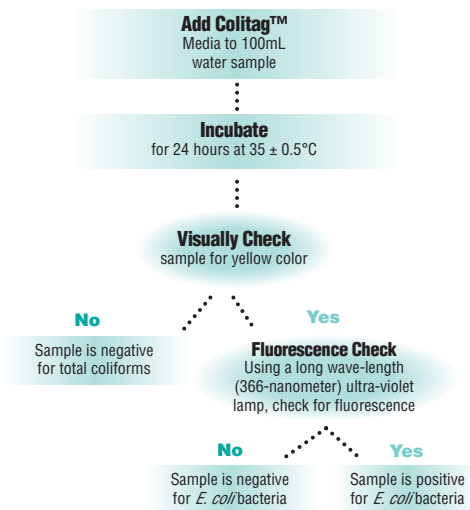 Add Colitag™
Media to 100mL
water sample
Incubate
for 24 hours at 35 ± 0.5°C
Visually Check
sample for yellow color
No
Yes
Sample is negative
for total coliforms
Fluorescence Check
Using a long wave-length
(366-nanometer) ultra-violet
lamp, check for fluorescence
No
Yes
Sample is negative
for E. coli bacteria
Sample is positive
for E. coli bacteria